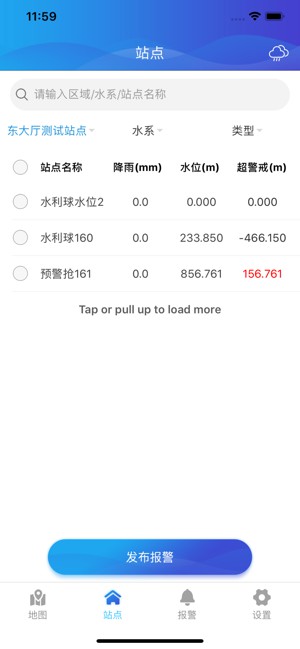 11:59
站点
请输入区域/水系/站点名称
东大厅测试站点 水系 类型
站点名称 降雨(mm) 水位(m) 超警戒(m)
水利球水位2 0.0 0.000 0.000
水利球160 0.0 233.850 -466.150
预警抢161 0.0 856.761 156.761
Tap or pull up to load more
发布报警
地图 站点 报警 设置